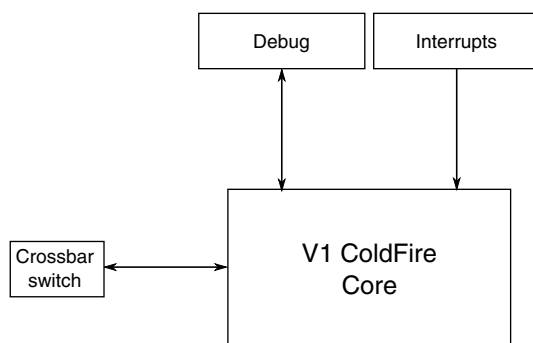 Debug
Interrupts
V1 ColdFire
Core
Crossbar
switch